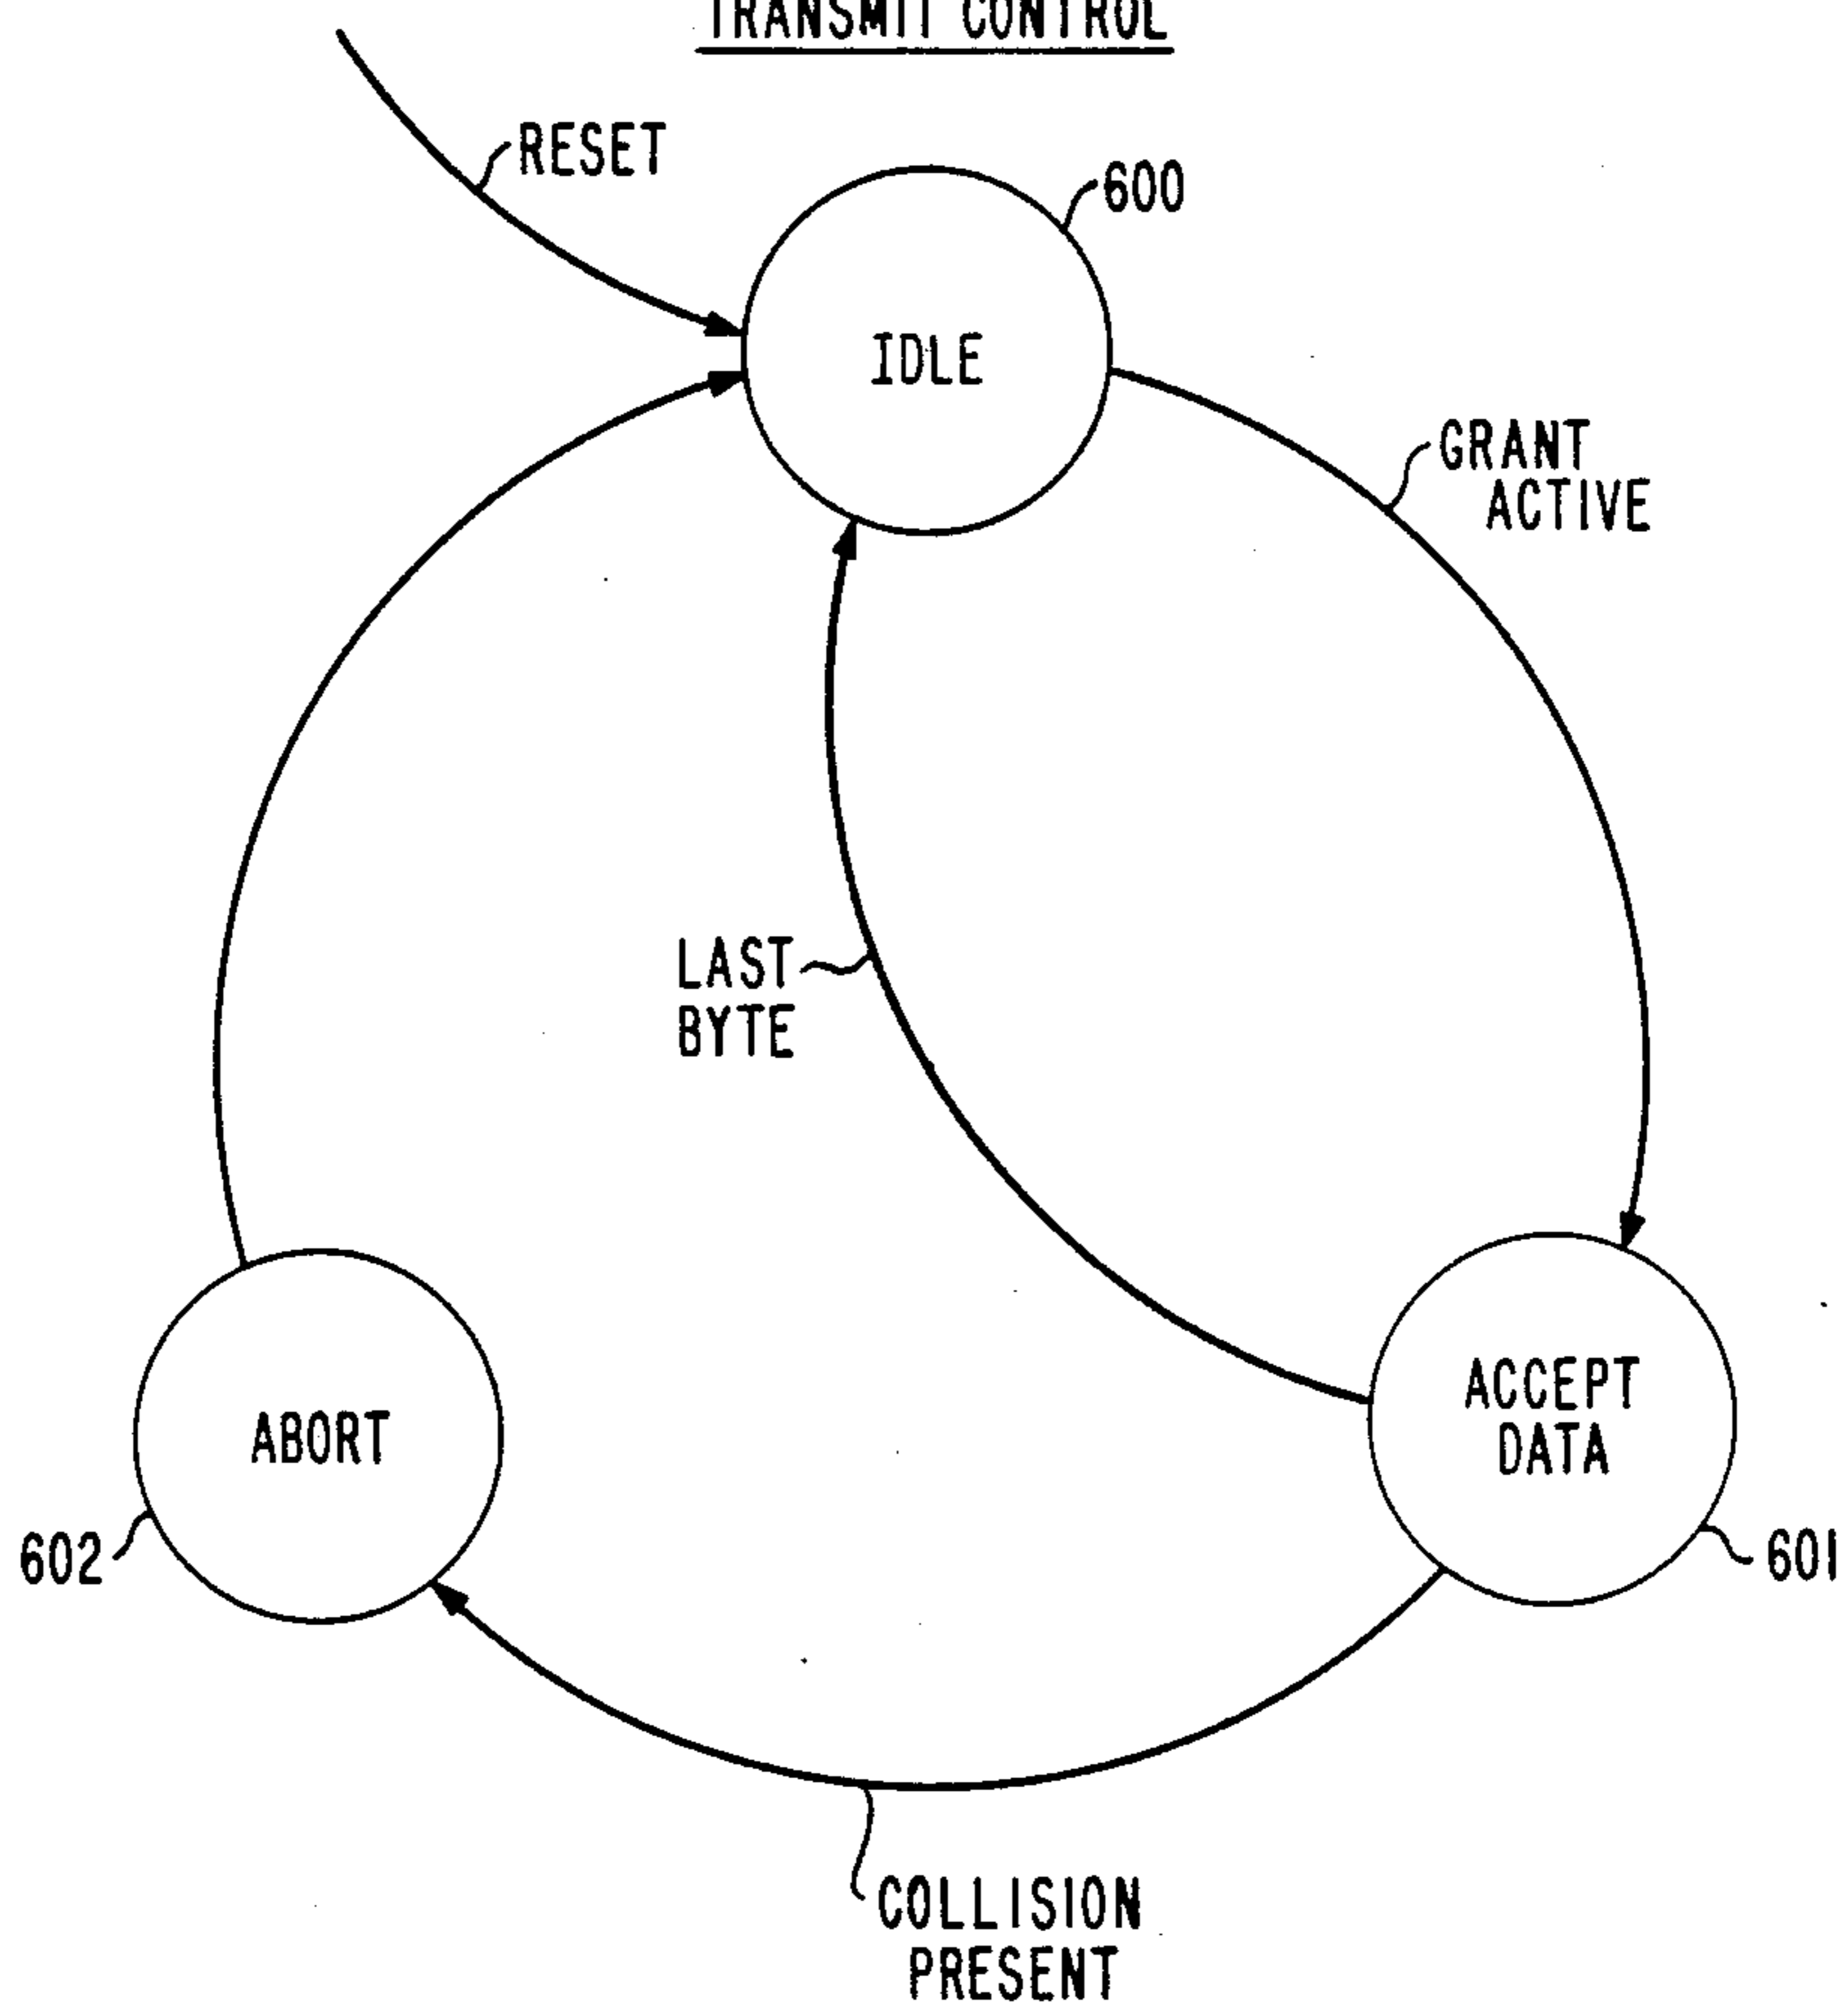 TRANSMIT CONTROL
RESET
600
IDLE
GRANT
ACTIVE
LAST
BYTE
ABORT
ACCEPT
DATA
602
601
COLLISION
PRESENT